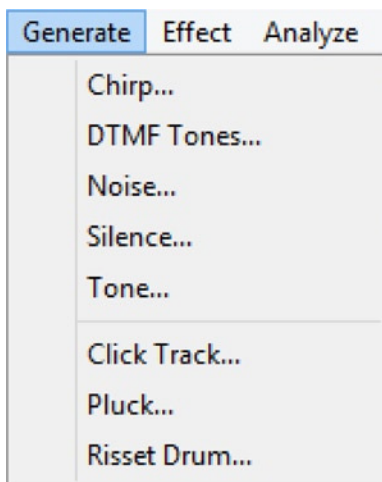 Generate Effect Analyze
Chirp...
DTMF Tones...
Noise...
Silence...
Tone...
Click Track...
Pluck...
Risset Drum...